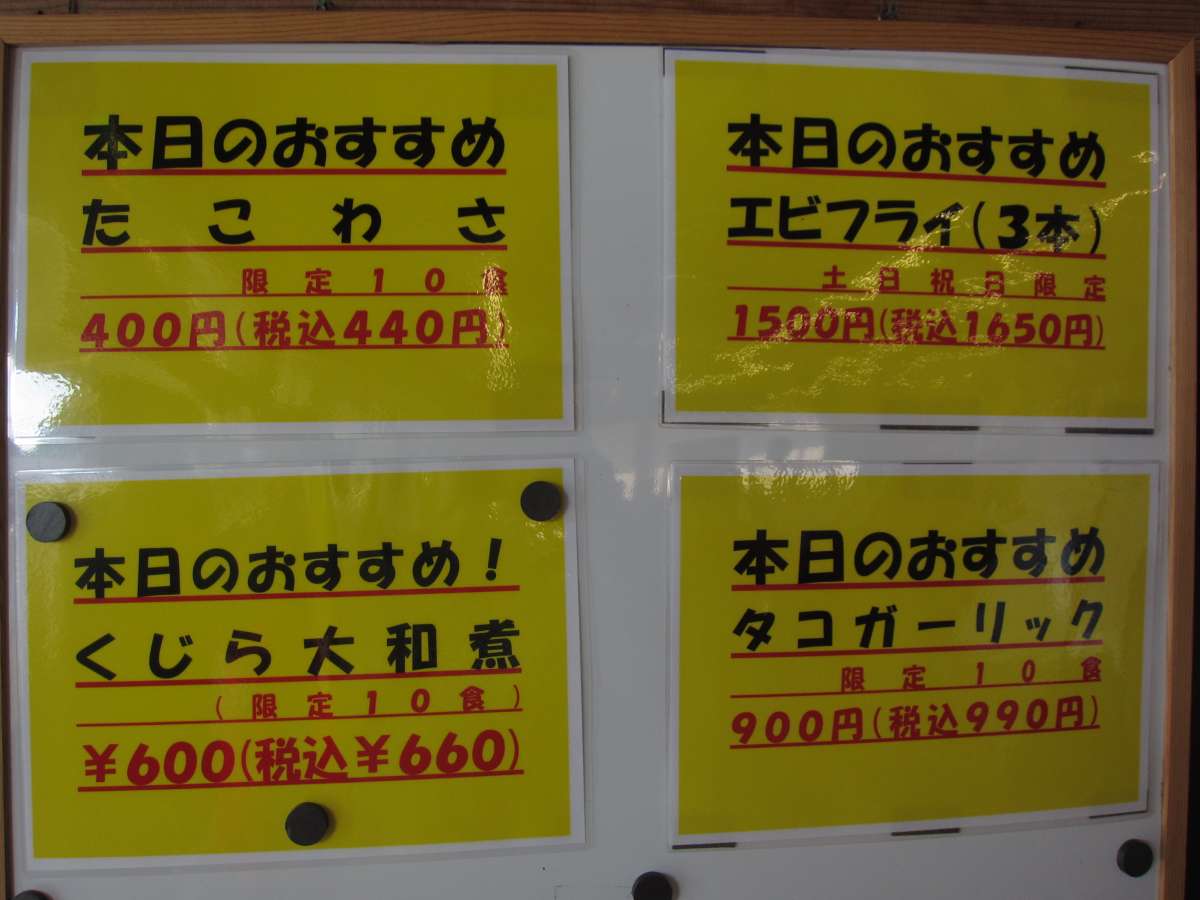 本日のおすすめ
たこわさ
限定10食
400円(税込440円)
本日のおすすめ
エビフライ(3本)
土日祝日限定
1500円(税込1650円)
本日のおすすめ!
くじら大和煮
(限定10食)
¥600(税込¥660)
本日のおすすめ
タコガーリック
限定10食
900円(税込990円)